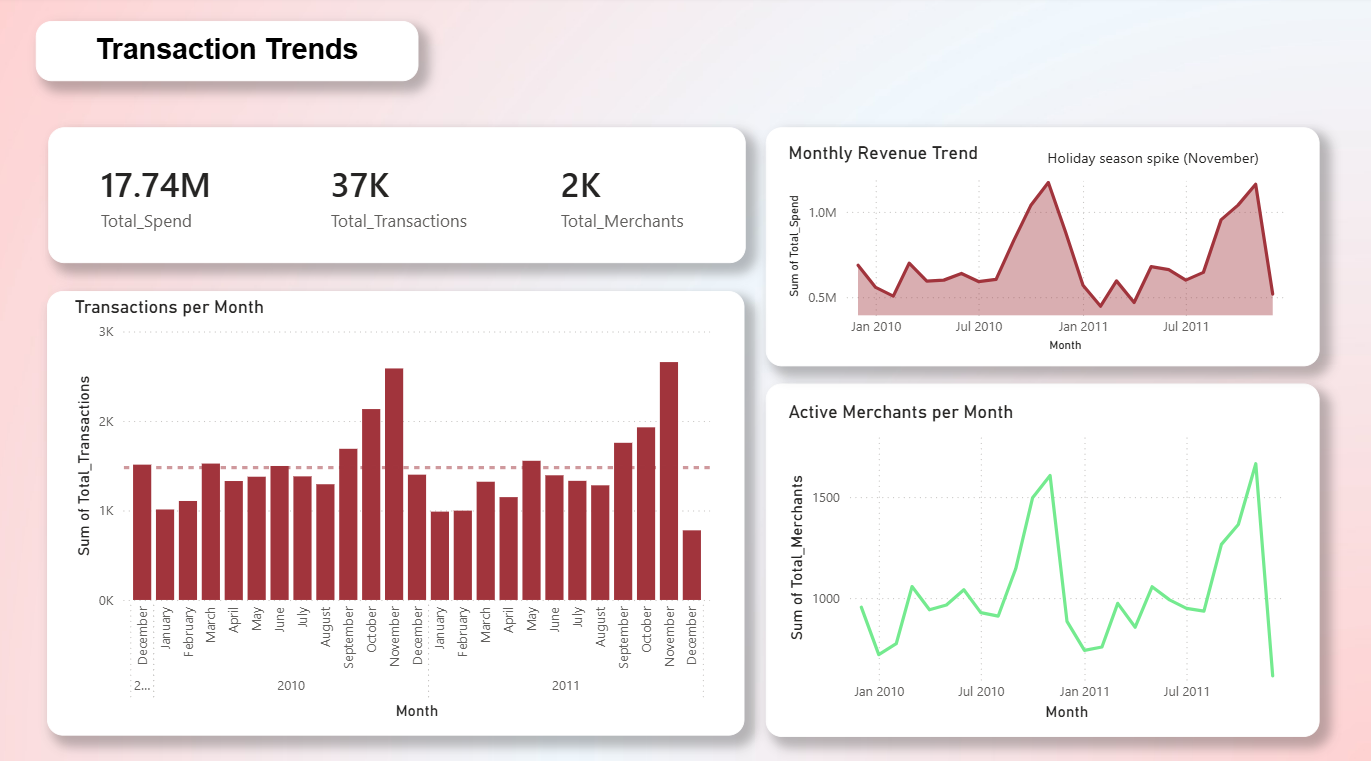 Transaction Trends
17.74M
Total_Spend
37K
Total_Transactions
2K
Total_Merchants
Transactions per Month
Sum of Total_Transactions
3K
2K
1K
0K
December
January
February
March
April
May
June
July
August
September
October
November
December
January
February
March
April
May
June
July
August
September
October
November
December
2...
2010
2011
Month
Monthly Revenue Trend
Holiday season spike (November)
Sum of Total_Spend
1.0M
0.5M
Jan 2010
Jul 2010
Jan 2011
Jul 2011
Month
Active Merchants per Month
Sum of Total_Merchants
1500
1000
Jan 2010
Jul 2010
Jan 2011
Jul 2011
Month